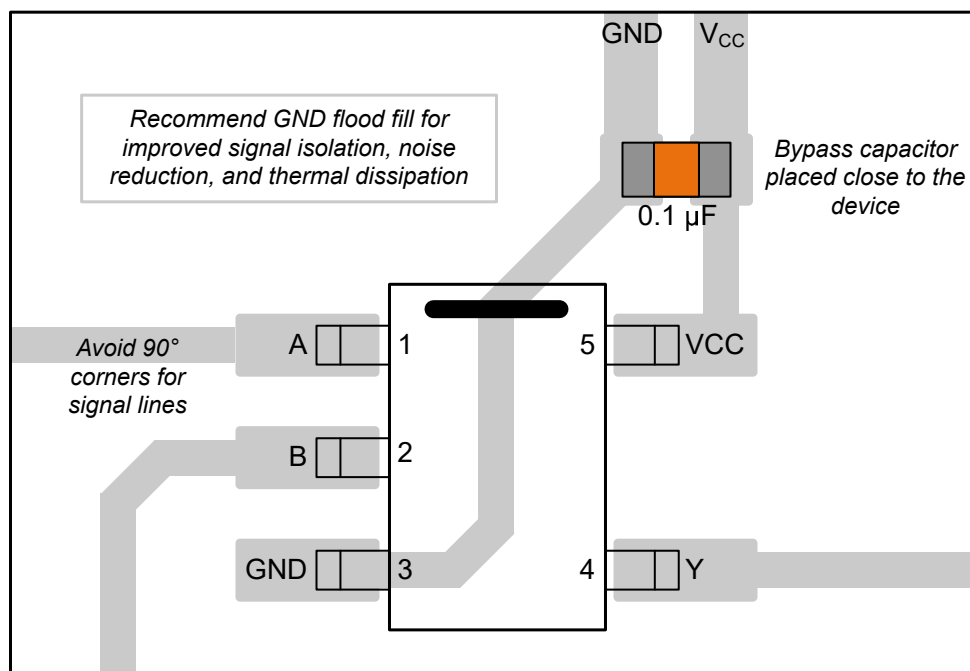 GND
VCC
Recommend GND flood fill for
improved signal isolation, noise
reduction, and thermal dissipation
Bypass capacitor
placed close to the
device
0.1 µF
A
1
5
VCC
Avoid 90°
corners for
signal lines
B
2
GND
3
4
Y